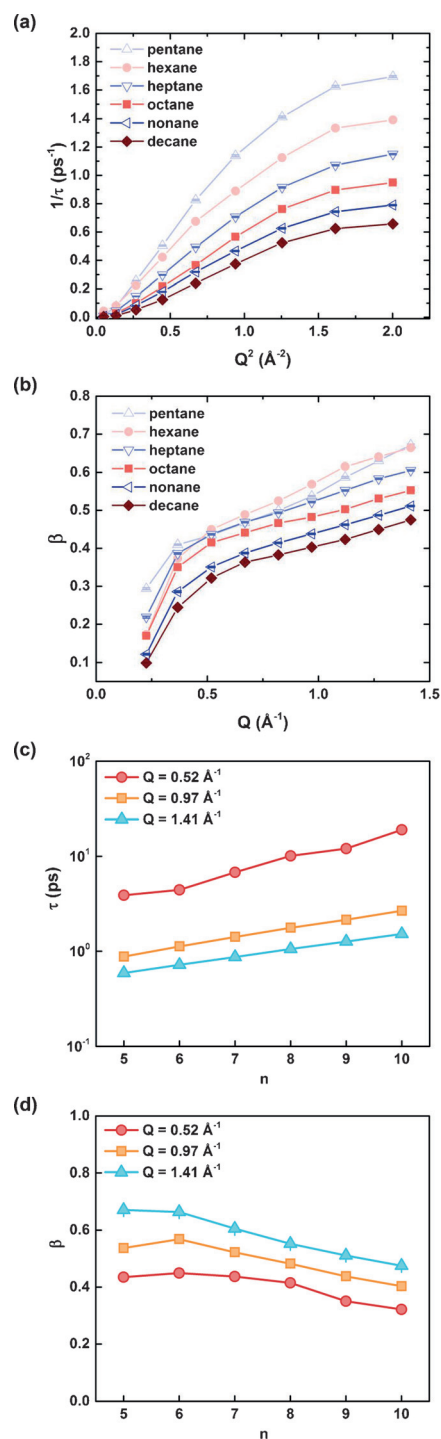 (a)
2.0
1.8
1.6
1.4
1.2
1.0
0.8
0.6
0.4
0.2
0.0
1/τ (ps⁻¹)
pentane
hexane
heptane
octane
nonane
decane
0.0 0.5 1.0 1.5 2.0
Q² (Å⁻²)
(b)
0.8
0.7
0.6
0.5
0.4
0.3
0.2
0.1
β
pentane
hexane
heptane
octane
nonane
decane
0.0 0.5 1.0 1.5
Q (Å⁻¹)
(c)
10²
10¹
10⁰
10⁻¹
τ (ps)
Q = 0.52 Å⁻¹
Q = 0.97 Å⁻¹
Q = 1.41 Å⁻¹
5 6 7 8 9 10
n
(d)
1.0
0.8
0.6
0.4
0.2
0.0
β
Q = 0.52 Å⁻¹
Q = 0.97 Å⁻¹
Q = 1.41 Å⁻¹
5 6 7 8 9 10
n